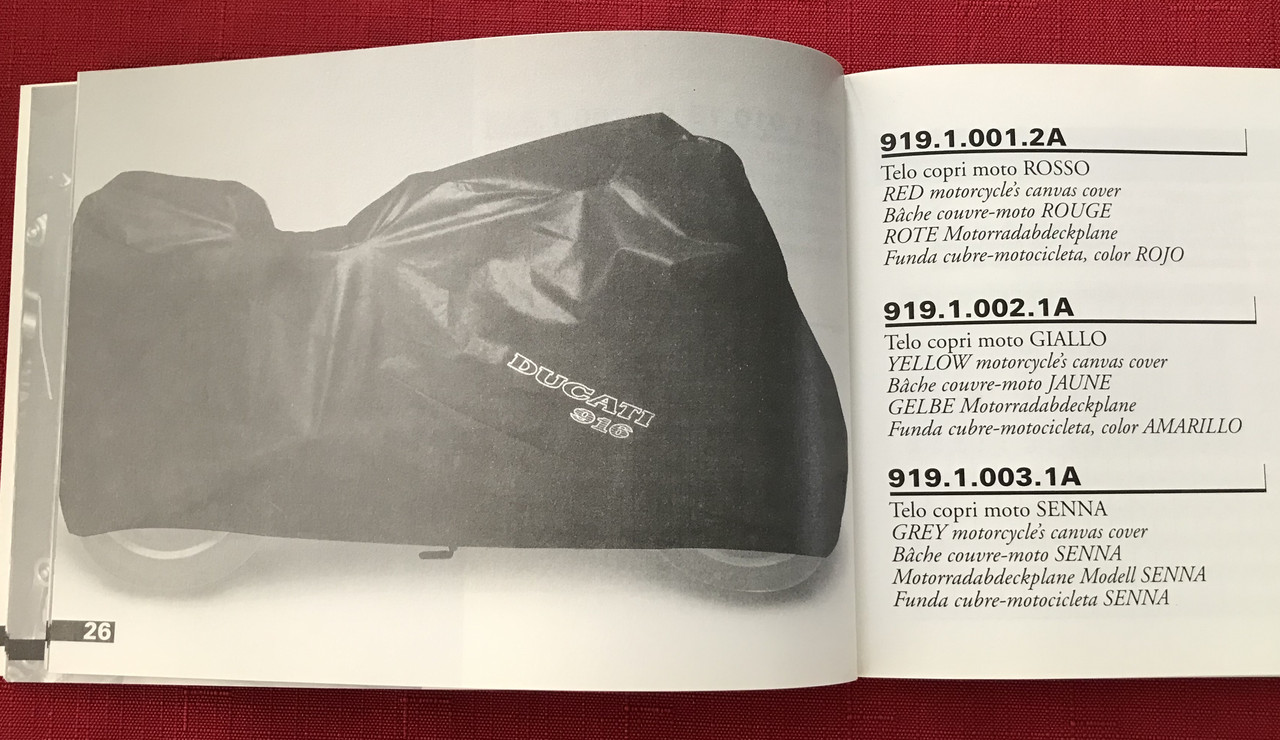 DUCATI
916
26
919.1.001.2A
Telo copri moto ROSSO
RED motorcycle's canvas cover
Bâche couvre-moto ROUGE
ROTE Motorradabdeckplane
Funda cubre-motocicleta, color ROJO
919.1.002.1A
Telo copri moto GIALLO
YELLOW motorcycle's canvas cover
Bâche couvre-moto JAUNE
GELBE Motorradabdeckplane
Funda cubre-motocicleta, color AMARILLO
919.1.003.1A
Telo copri moto SENNA
GREY motorcycle's canvas cover
Bâche couvre-moto SENNA
Motorradabdeckplane Modell SENNA
Funda cubre-motocicleta SENNA